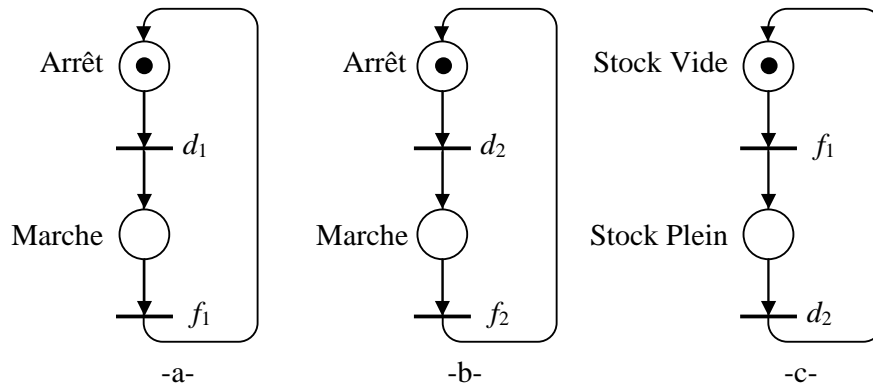 Arrêt Arrêt Stock Vide
d1 d2 f1
Marche Marche Stock Plein
f1 f2 d2
-a- -b- -c-